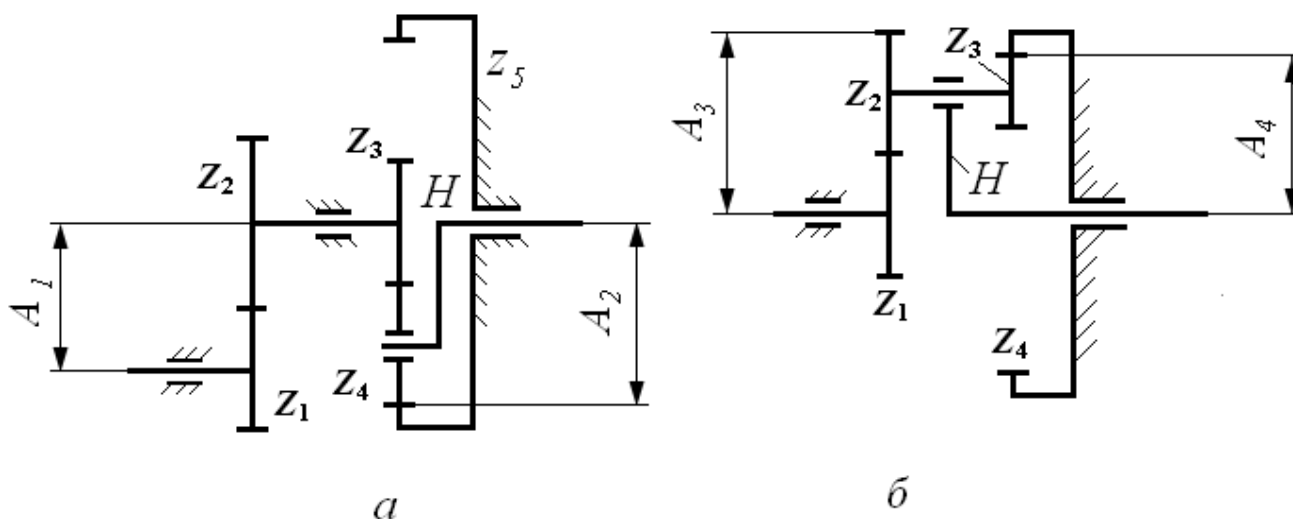 z₅
Z₂
Z₃
H
A₁
A₂
Z₁
Z₄
а
A₃
Z₂
Z₃
H
A₄
Z₁
Z₄
б